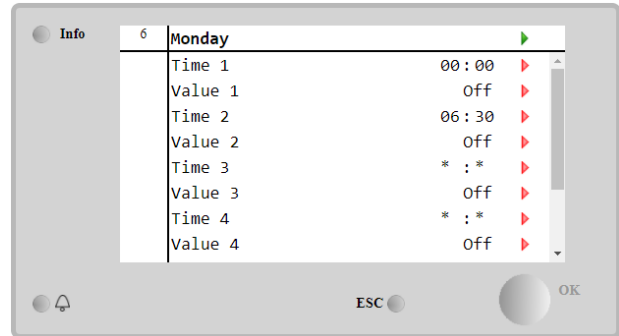 Info
6 Monday
Time 1 00:00
Value 1 Off
Time 2 06:30
Value 2 Off
Time 3 * : *
Value 3 Off
Time 4 * : *
Value 4 Off
ESC
OK